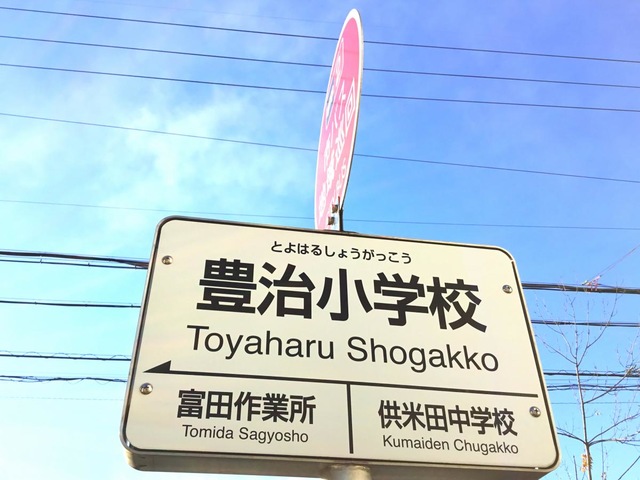 とよはるしょうがっこう
豊治小学校
Toyaharu Shogakko
富田作業所
Tomida Sagyosho
供米田中学校
Kumaiden Chugakko